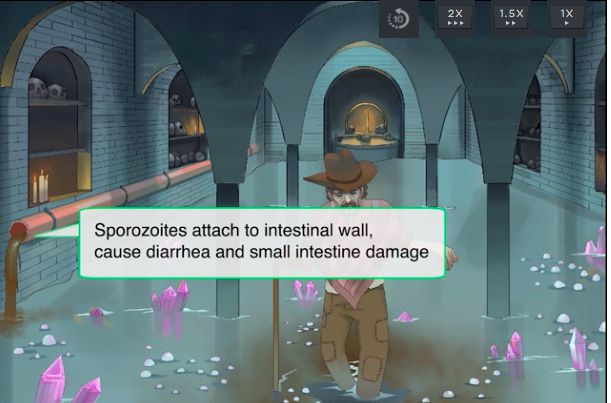 10
2X
1.5X
1X
Sporozoites attach to intestinal wall,
cause diarrhea and small intestine damage